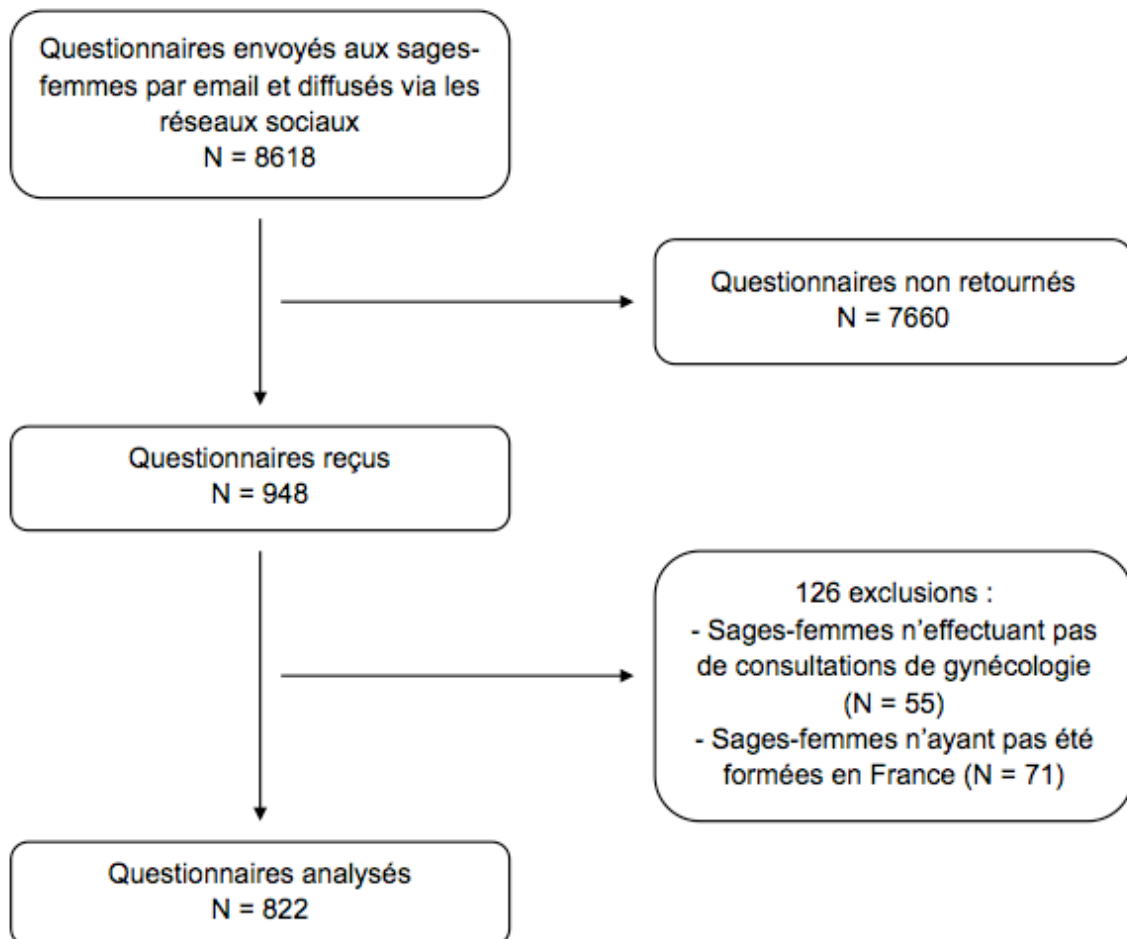 Questionnaires envoyés aux sages-
femmes par email et diffusés via les
réseaux sociaux
N = 8618
Questionnaires non retournés
N = 7660
Questionnaires reçus
N = 948
126 exclusions :
- Sages-femmes n'effectuant pas
de consultations de gynécologie
(N = 55)
- Sages-femmes n'ayant pas été
formées en France (N = 71)
Questionnaires analysés
N = 822